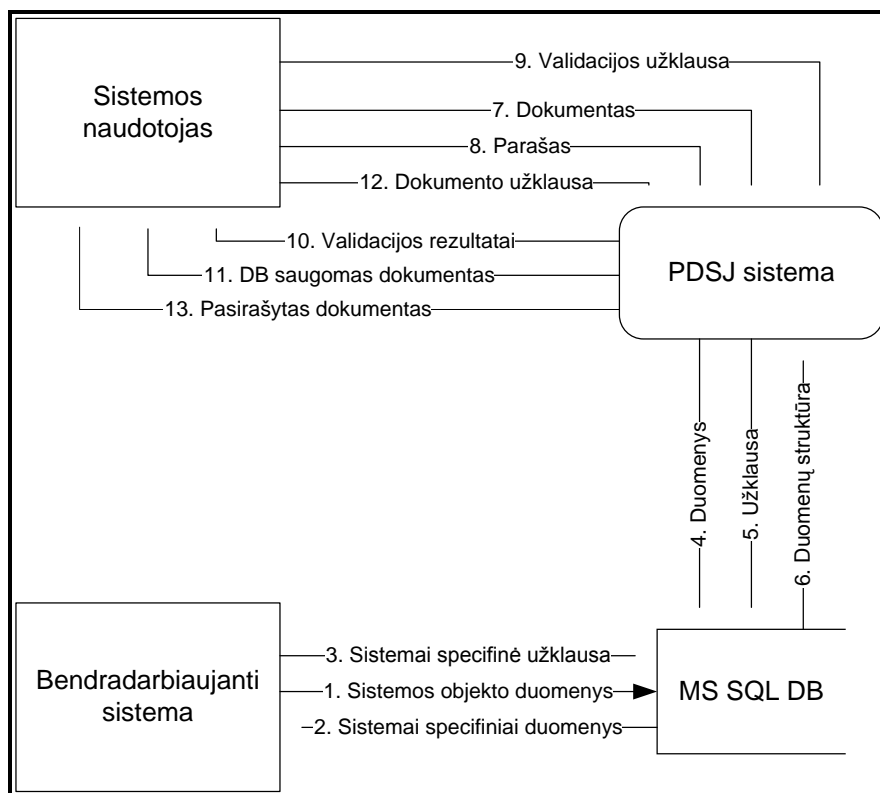 Sistemos
naudotojas
9. Validacijos užklausa
7. Dokumentas
8. Parašas
12. Dokumento užklausa
10. Validacijos rezultatai
11. DB saugomas dokumentas
13. Pasirašytas dokumentas
PDSJ sistema
4. Duomenys
5. Užklausa
6. Duomenų struktūra
Bendradarbiaujanti
sistema
3. Sistemai specifinė užklausa
1. Sistemos objekto duomenys
2. Sistemai specifiniai duomenys
MS SQL DB